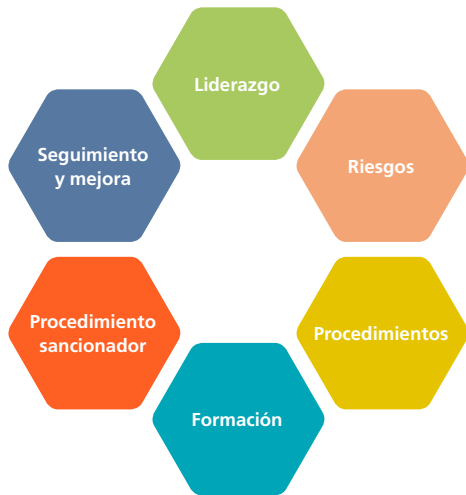 Liderazgo
Riesgos
Procedimientos
Formación
Procedimiento
sancionador
Seguimiento
y mejora